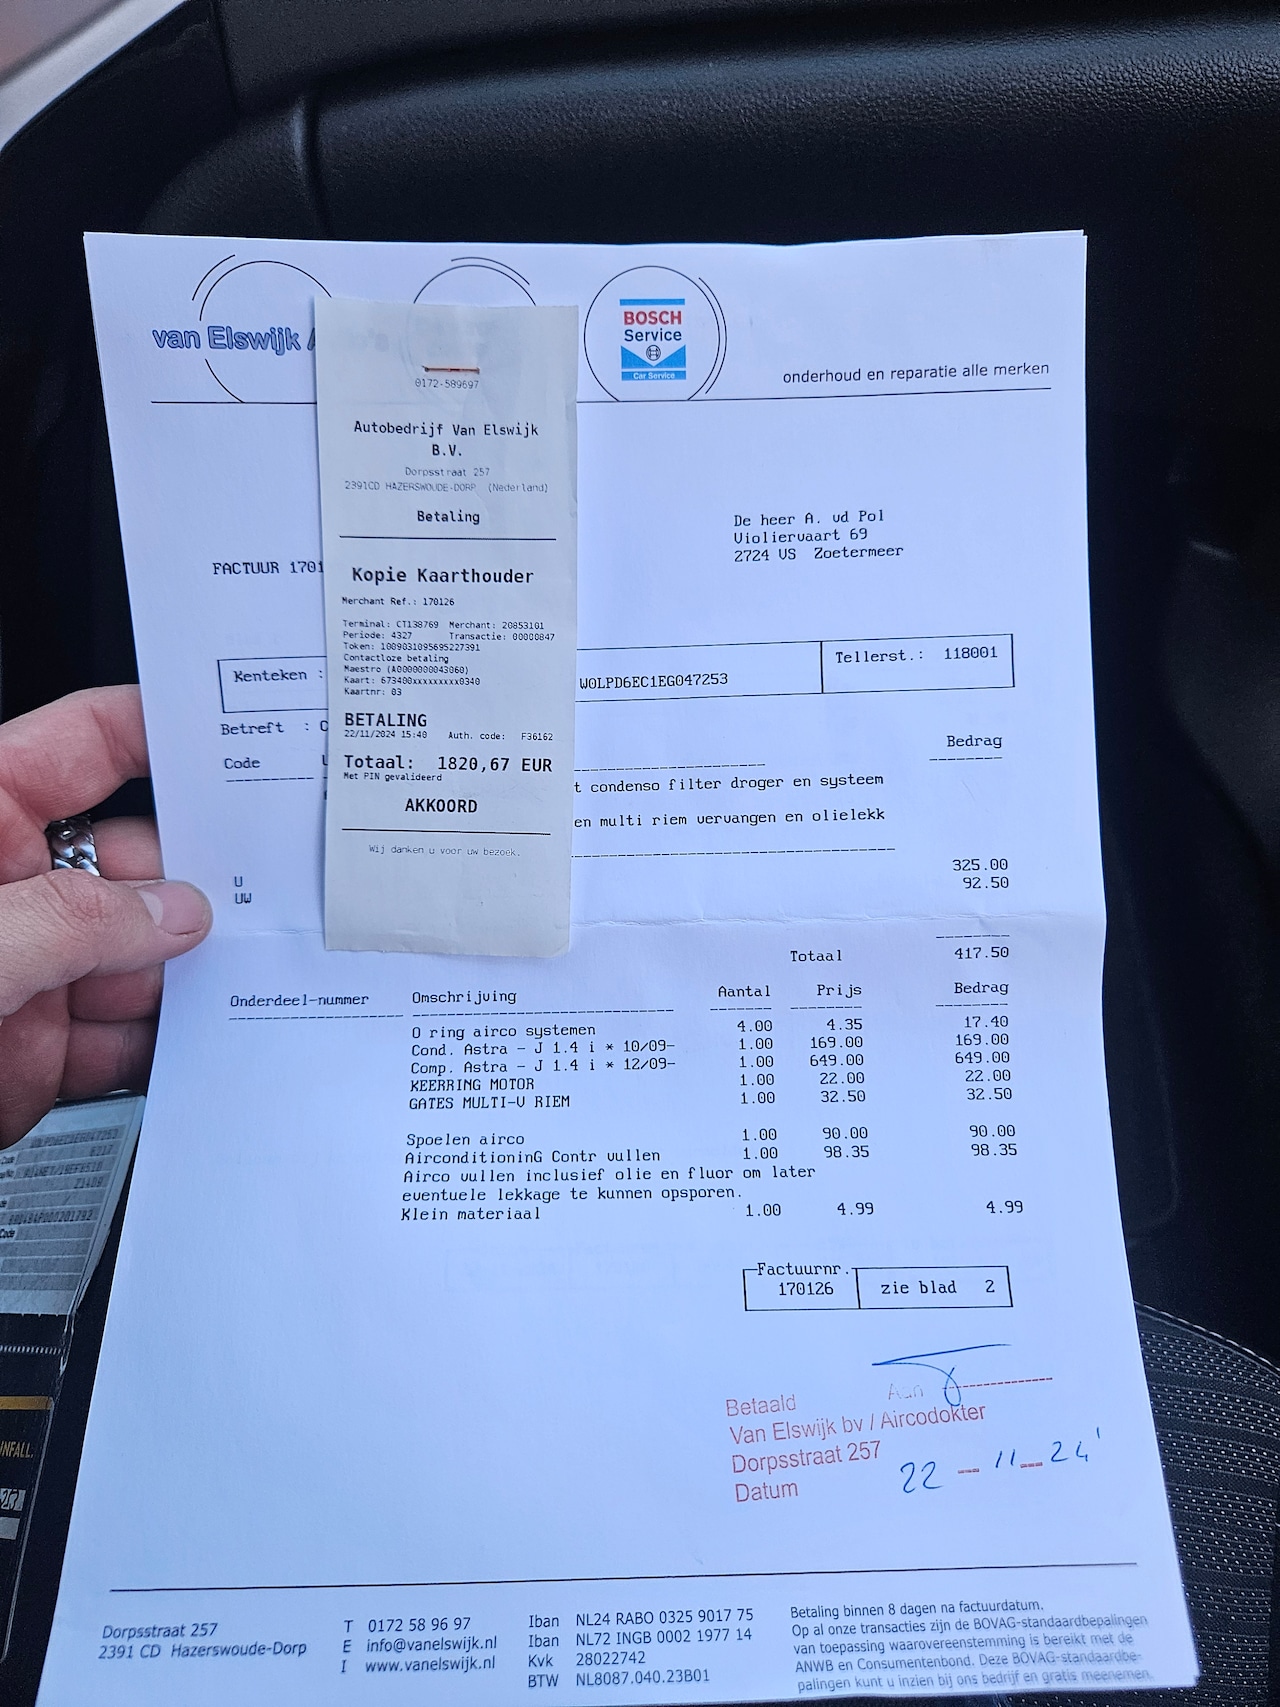 van Elswijk
BOSCH
Service
Car Service
onderhoud en reparatie alle merken
0172-589697
Autobedrijf Van Elswijk
B.V.
Dorpsstraat 257
2391CD HAZERSWOUDE-DORP (Nederland)
Betaling
Kopie Kaarthouder
Merchant Ref.: 170126
Terminal: CT138769 Merchant: 20853101
Periode: 4327 Transactie: 00000847
Token: 1009031095695227391
Contactloze betaling
Maestro (A0000000043060)
Kaart: 673400xxxxxxxxx0340
Kaartnr: 03
BETALING
22/11/2024 15:40 Auth. code: F36162
Totaal: 1820,67 EUR
Met PIN gevalideerd
AKKOORD
Wij danken u voor uw bezoek.
De heer A. vd Pol
Violiervaart 69
2724 VS Zoetermeer
FACTUUR 1701
Kenteken :
W0LPD6EC1EG047253
Tellerst.: 118001
Betreft : O
Code
Bedrag
t condenso filter droger en systeem
en multi riem vervangen en olielekk
U 325.00
UW 92.50
Totaal 417.50
Onderdeel-nummer Omschrijving Aantal Prijs Bedrag
O ring airco systemen 4.00 4.35 17.40
Cond. Astra - J 1.4 i * 10/09- 1.00 169.00 169.00
Comp. Astra - J 1.4 i * 12/09- 1.00 649.00 649.00
KEERRING MOTOR 1.00 22.00 22.00
GATES MULTI-V RIEM 1.00 32.50 32.50
Spoelen airco 1.00 90.00 90.00
AirconditioninG Contr vullen 1.00 98.35 98.35
Airco vullen inclusief olie en fluor om later
eventuele lekkage te kunnen opsporen.
Klein materiaal 1.00 4.99 4.99
Factuurnr.
170126 zie blad 2
Betaald Aan
Van Elswijk bv / Aircodokter
Dorpsstraat 257
Datum 22 - 11 - 24
Dorpsstraat 257
2391 CD Hazerswoude-Dorp
T 0172 58 96 97
E info@vanelswijk.nl
I www.vanelswijk.nl
Iban NL24 RABO 0325 9017 75
Iban NL72 INGB 0002 1977 14
Kvk 28022742
BTW NL8087.040.23B01
Betaling binnen 8 dagen na factuurdatum.
Op al onze transacties zijn de BOVAG-standaardbepalingen
van toepassing waarovereenstemming is bereikt met de
ANWB en Consumentenbond. Deze BOVAG-standaardbe-
palingen kunt u inzien bij ons bedrijf en gratis meenemen.